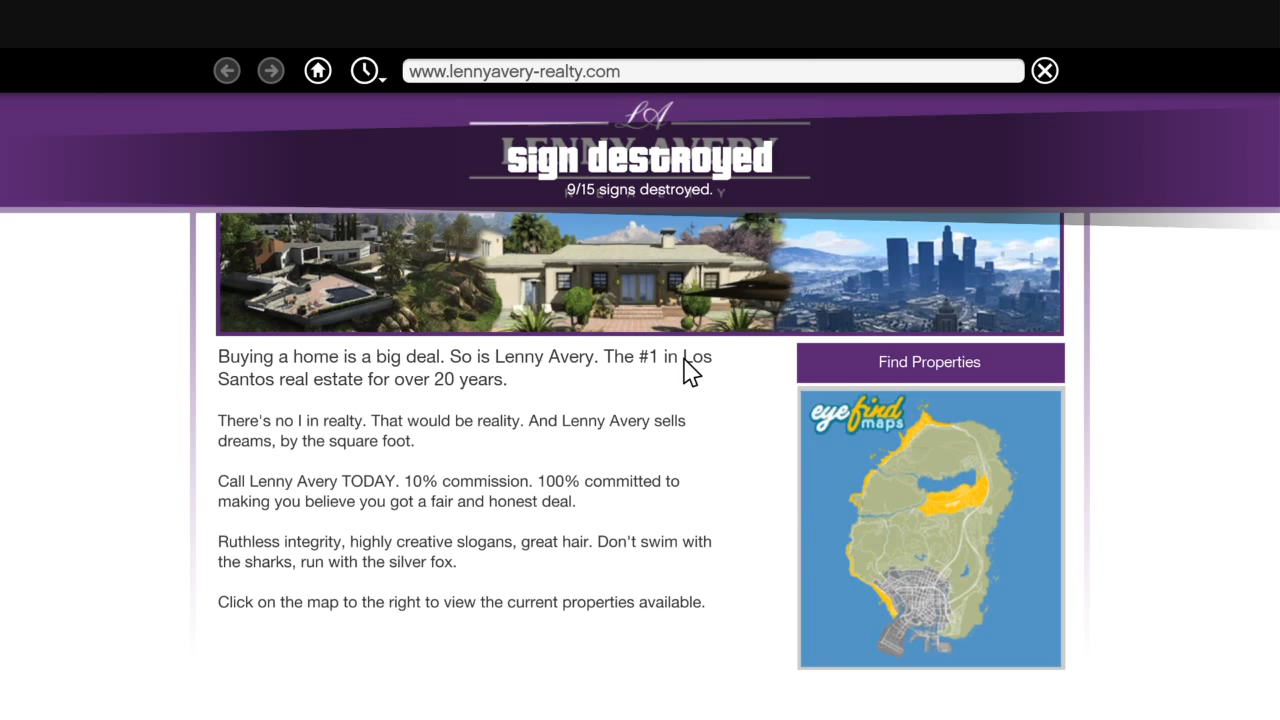 www.lennyavery-realty.com
LA
LENNY AVERY
sign destroyed
9/15 signs destroyed.
Buying a home is a big deal. So is Lenny Avery. The #1 in Los
Santos real estate for over 20 years.
There's no I in realty. That would be reality. And Lenny Avery sells
dreams, by the square foot.
Call Lenny Avery TODAY. 10% commission. 100% committed to
making you believe you got a fair and honest deal.
Ruthless integrity, highly creative slogans, great hair. Don't swim with
the sharks, run with the silver fox.
Click on the map to the right to view the current properties available.
Find Properties
eyefind
maps